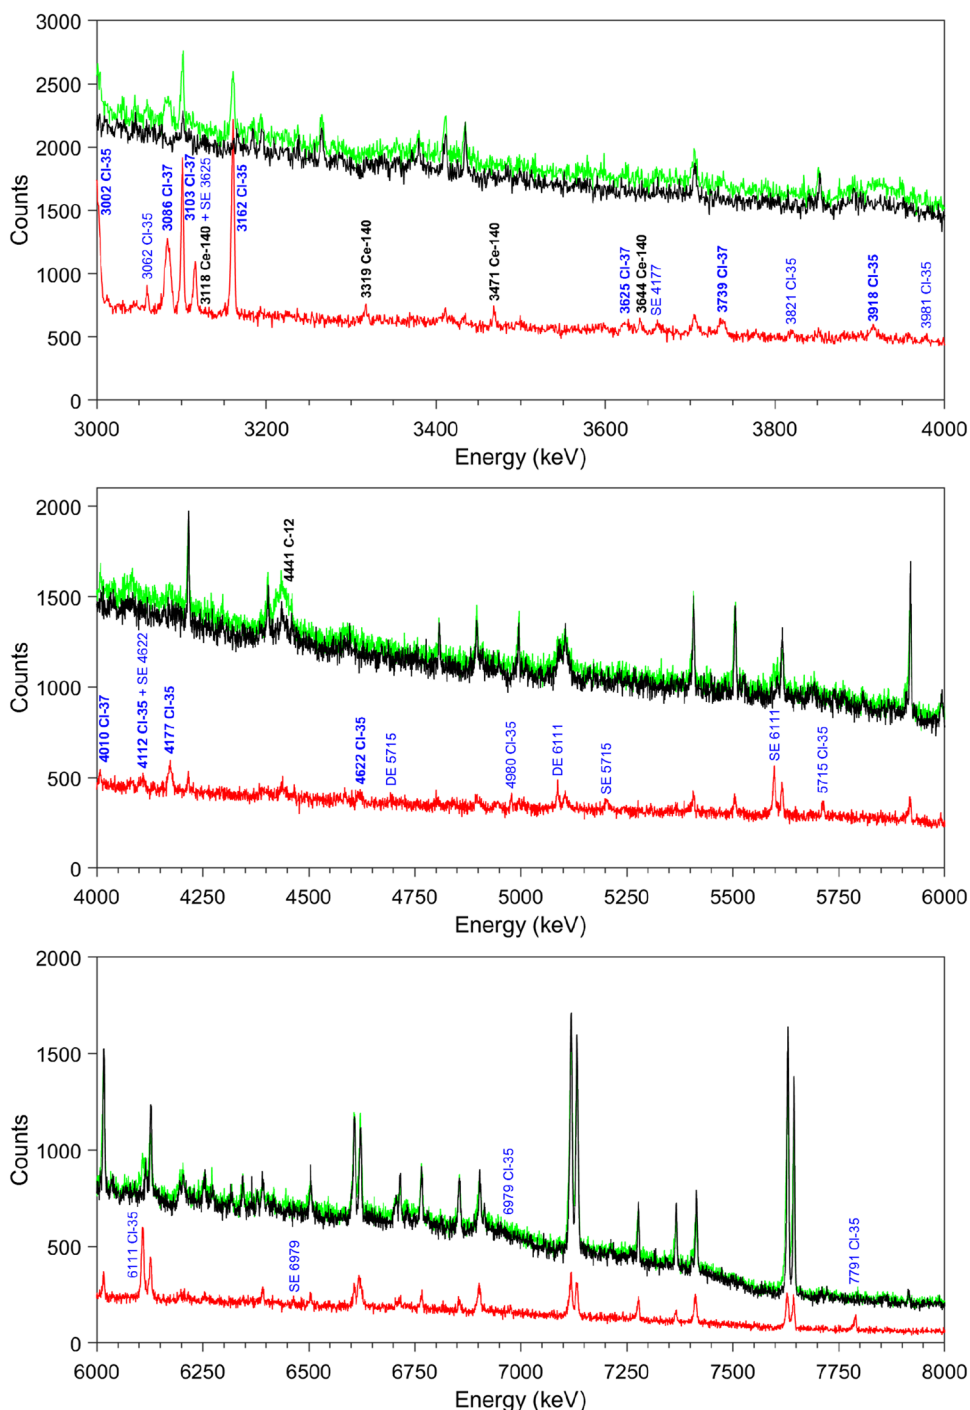 3000
2500
2000
1500
1000
500
0
Counts
3002 Cl-35
3062 Cl-35
3086 Cl-37
3103 Cl-37
3118 Ce-140 + SE 3625
3162 Cl-35
3319 Ce-140
3471 Ce-140
3625 Cl-37
3644 Ce-140
SE 4177
3739 Cl-37
3821 Cl-35
3918 Cl-35
3981 Cl-35
3000 3200 3400 3600 3800 4000
Energy (keV)
2000
1500
1000
500
0
Counts
4010 Cl-37
4112 Cl-35 + SE 4622
4177 Cl-35
4441 C-12
4622 Cl-35
DE 5715
4980 Cl-35
DE 6111
SE 5715
SE 6111
5715 Cl-35
4000 4250 4500 4750 5000 5250 5500 5750 6000
Energy (keV)
2000
1500
1000
500
0
Counts
6111 Cl-35
SE 6979
6979 Cl-35
7791 Cl-35
6000 6250 6500 6750 7000 7250 7500 7750 8000
Energy (keV)